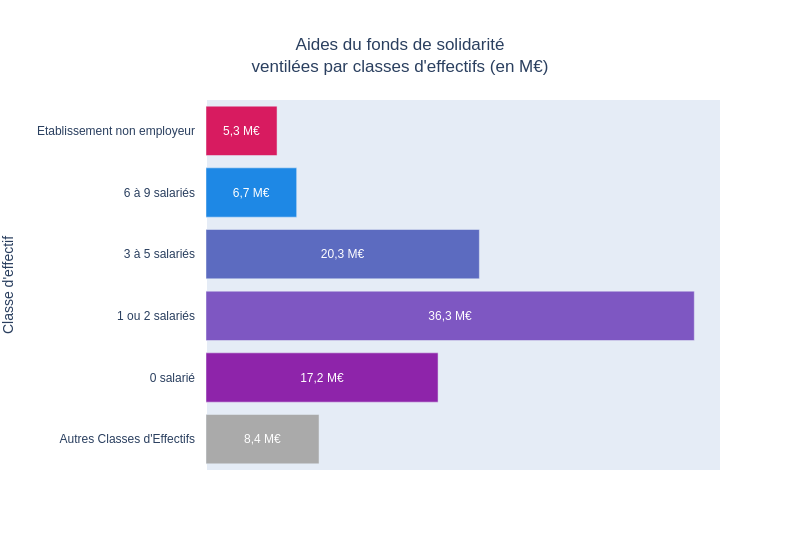 Aides du fonds de solidarité
ventilées par classes d'effectifs (en M€)
Classe d'effectif
Etablissement non employeur
5,3 M€
6 à 9 salariés
6,7 M€
3 à 5 salariés
20,3 M€
1 ou 2 salariés
36,3 M€
0 salarié
17,2 M€
Autres Classes d'Effectifs
8,4 M€